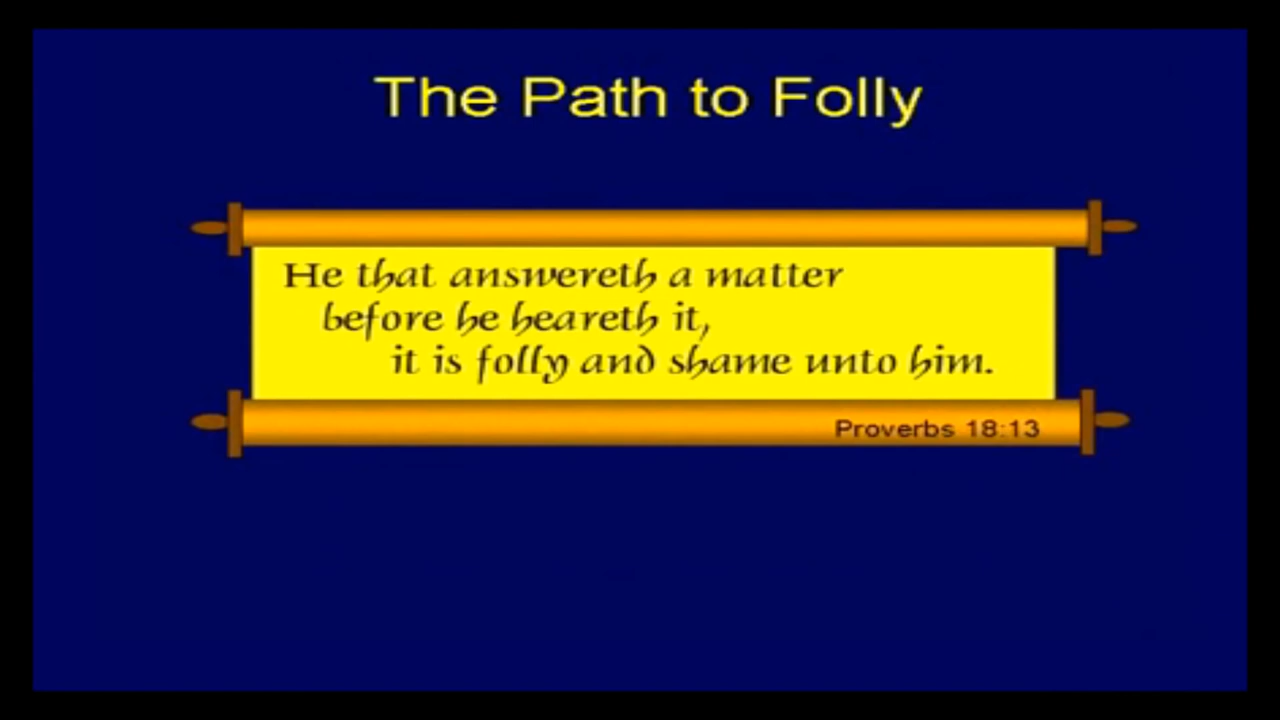 The Path to Folly
He that answereth a matter
before he heareth it,
it is folly and shame unto him.
Proverbs 18:13